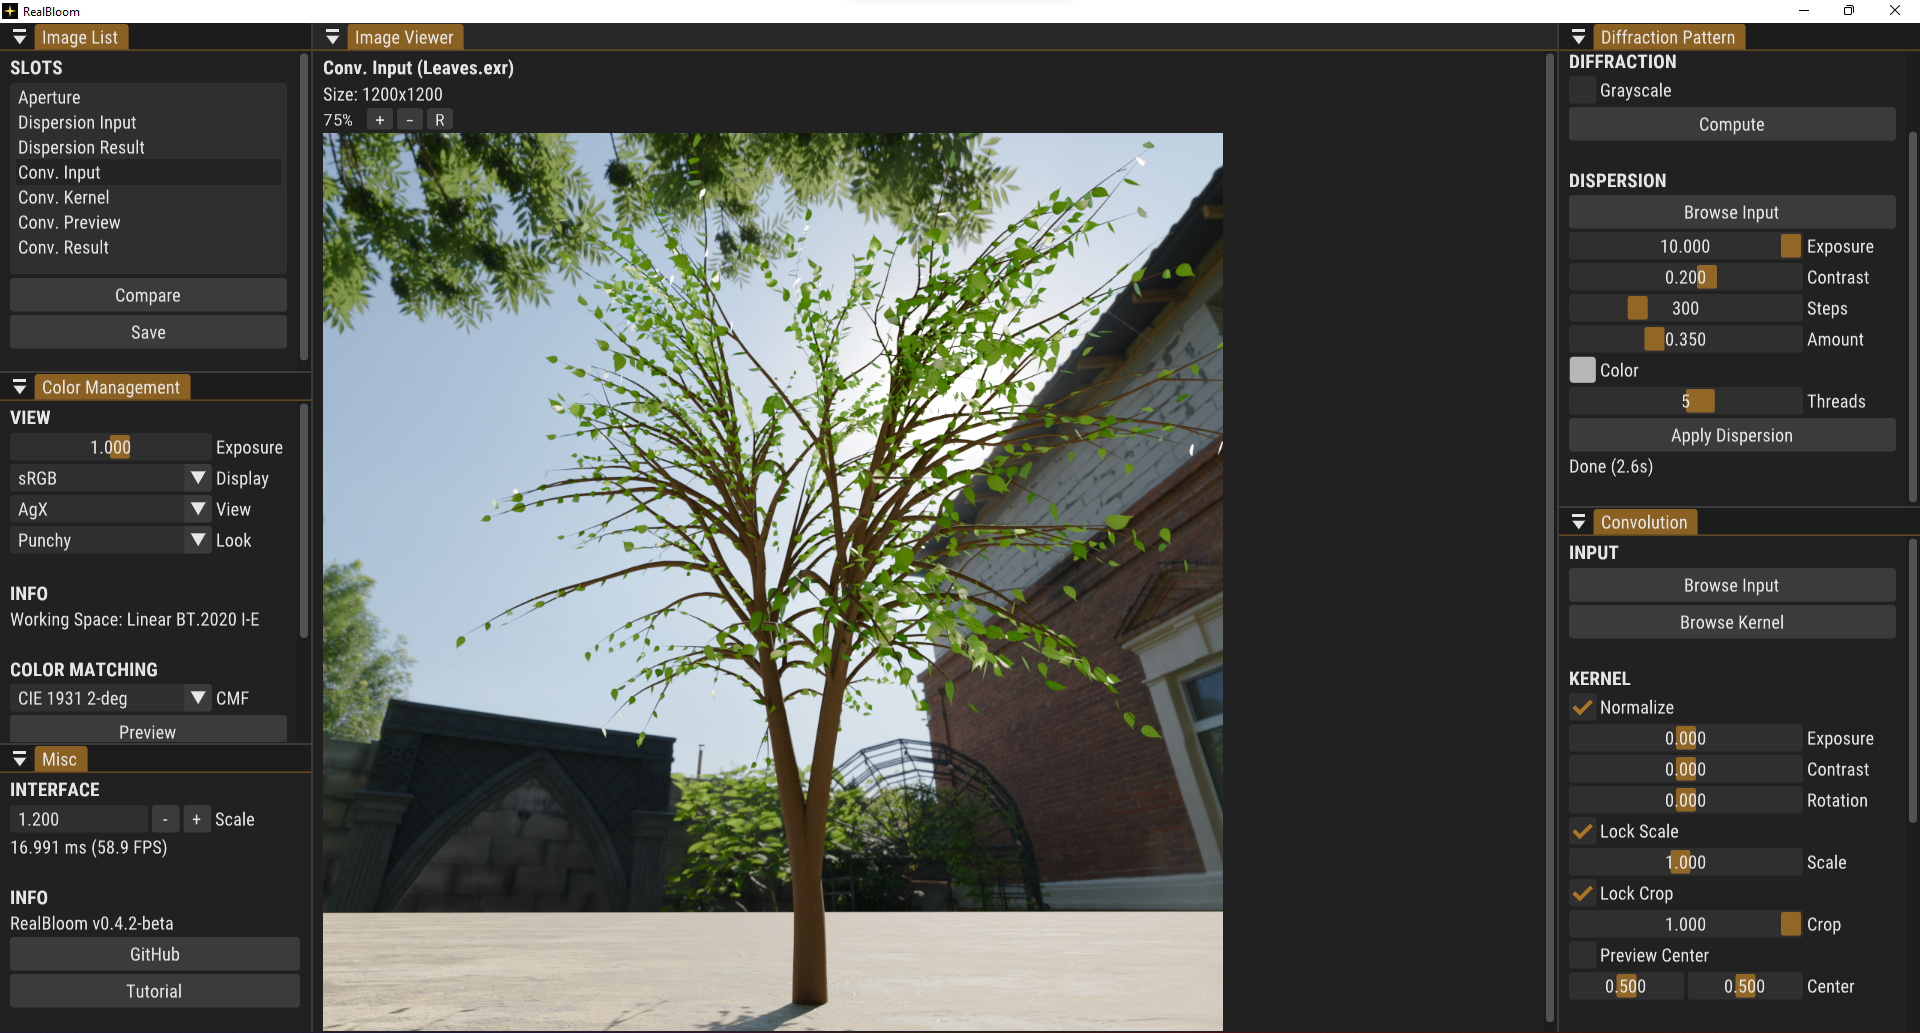 RealBloom
Image List
SLOTS
Aperture
Dispersion Input
Dispersion Result
Conv. Input
Conv. Kernel
Conv. Preview
Conv. Result
Compare
Save
Color Management
VIEW
1.000 Exposure
sRGB Display
AgX View
Punchy Look
INFO
Working Space: Linear BT.2020 I-E
COLOR MATCHING
CIE 1931 2-deg CMF
Preview
Misc
INTERFACE
1.200 - + Scale
16.991 ms (58.9 FPS)
INFO
RealBloom v0.4.2-beta
GitHub
Tutorial
Image Viewer
Conv. Input (Leaves.exr)
Size: 1200x1200
75% + - R
Diffraction Pattern
DIFFRACTION
Grayscale
Compute
DISPERSION
Browse Input
10.000 Exposure
0.200 Contrast
300 Steps
0.350 Amount
Color
5 Threads
Apply Dispersion
Done (2.6s)
Convolution
INPUT
Browse Input
Browse Kernel
KERNEL
Normalize
0.000 Exposure
0.000 Contrast
0.000 Rotation
Lock Scale
1.000 Scale
Lock Crop
1.000 Crop
Preview Center
0.500 0.500 Center